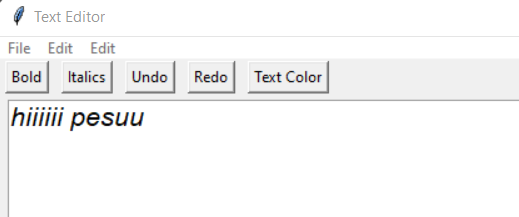 Text Editor
File Edit Edit
Bold Italics Undo Redo Text Color
hiiiiii pesuu